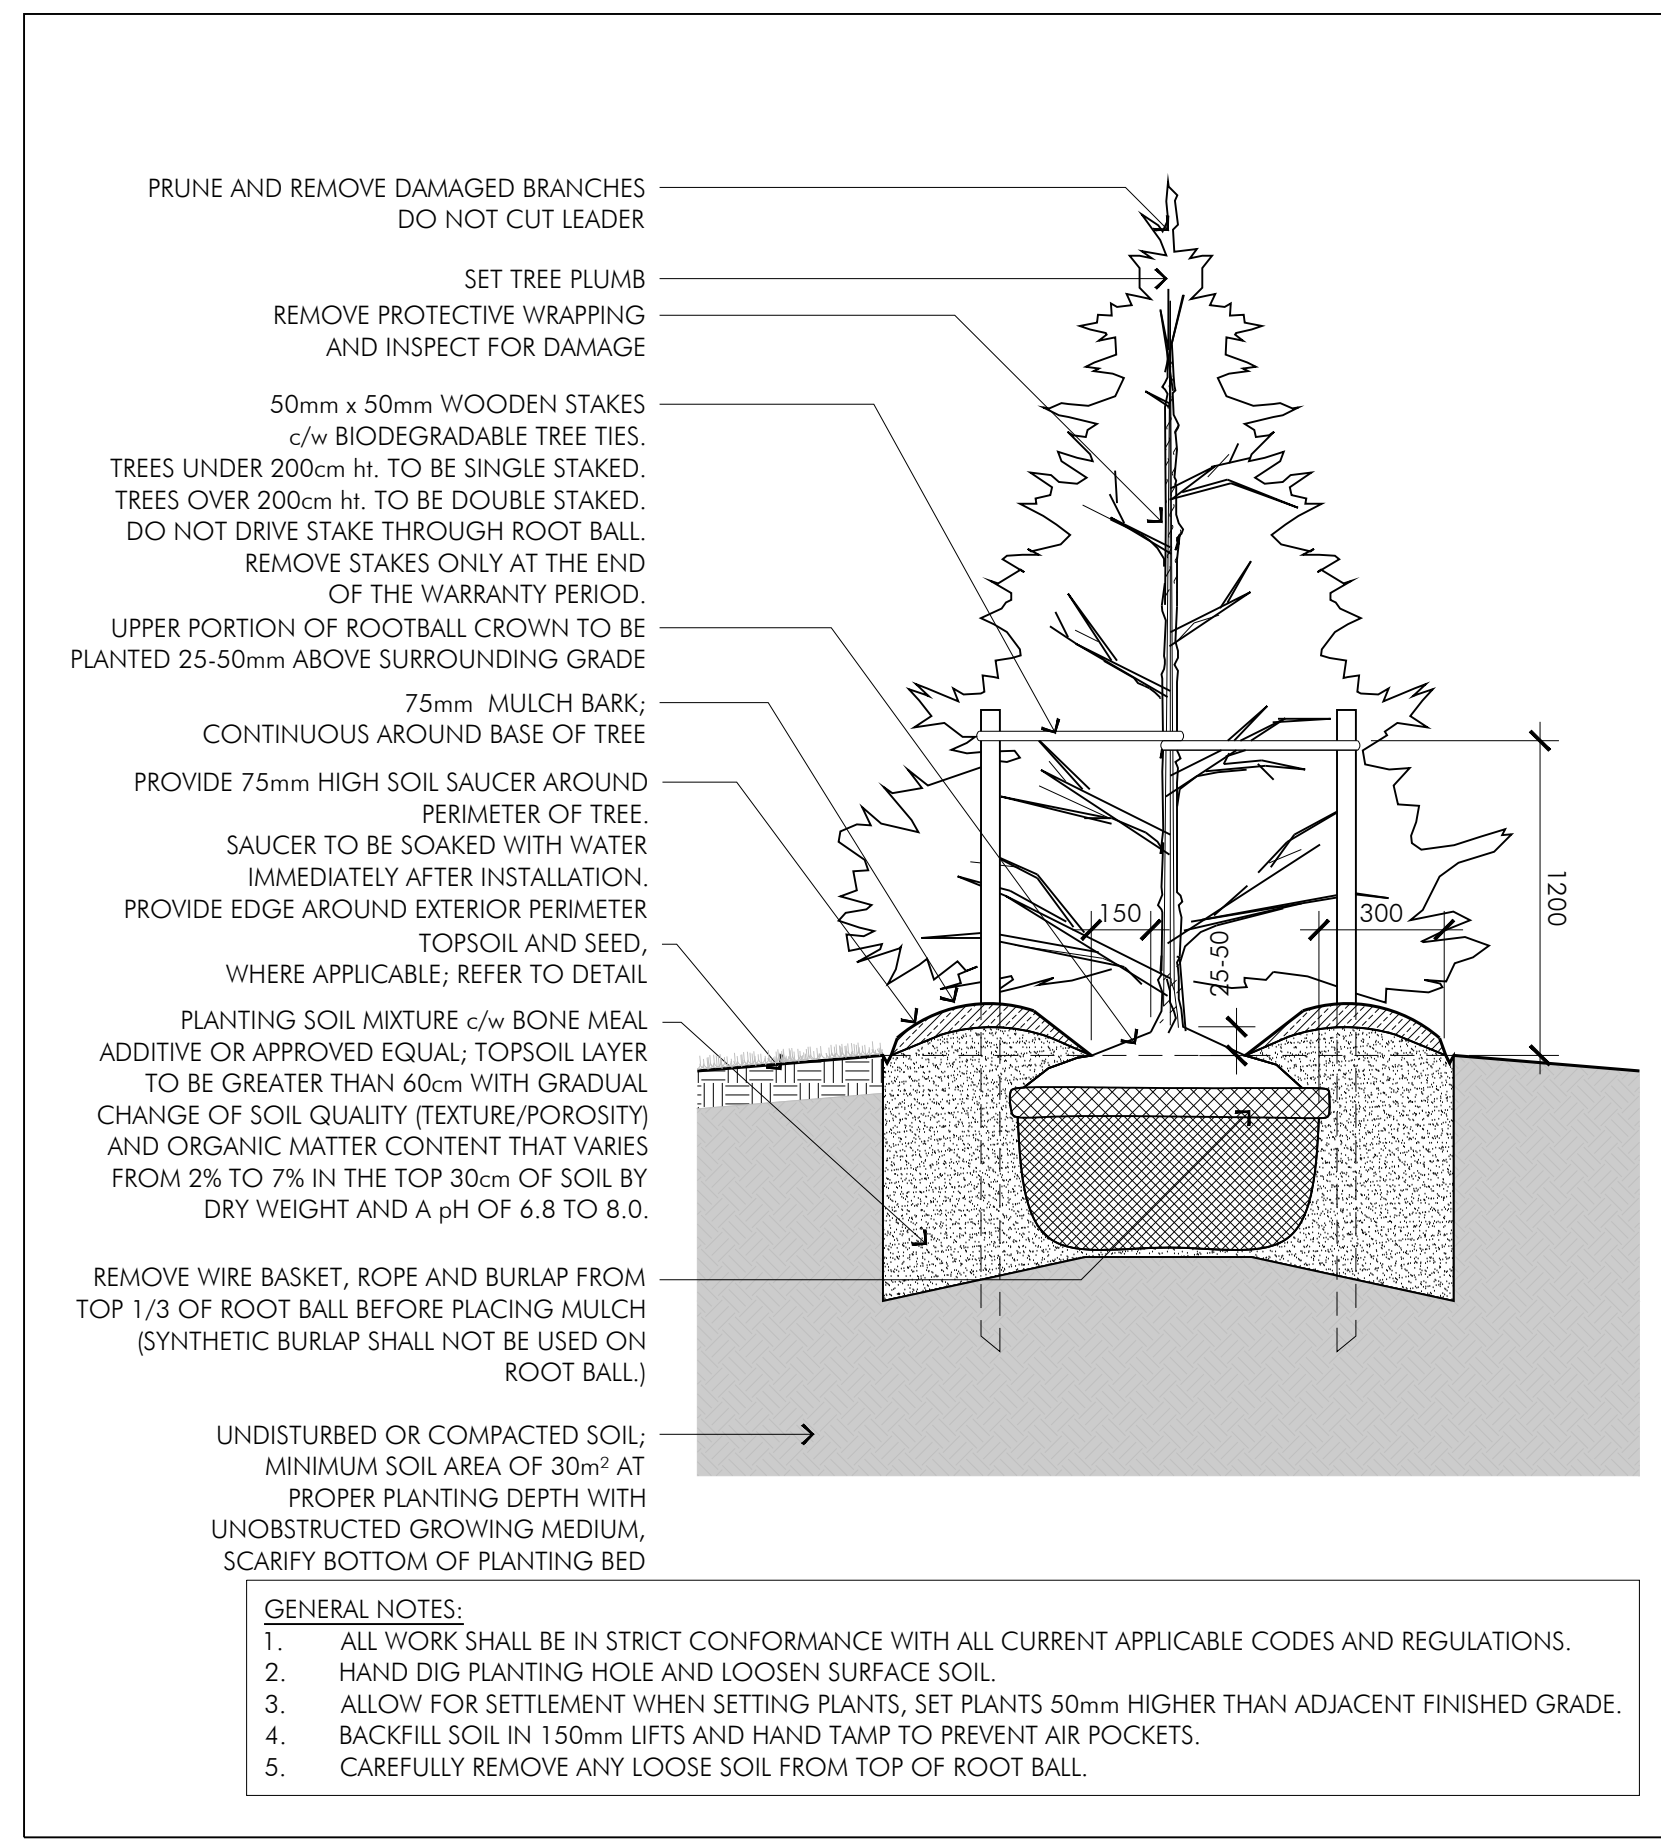 PRUNE AND REMOVE DAMAGED BRANCHES
DO NOT CUT LEADER
SET TREE PLUMB
REMOVE PROTECTIVE WRAPPING
AND INSPECT FOR DAMAGE
50mm x 50mm WOODEN STAKES
c/w BIODEGRADABLE TREE TIES.
TREES UNDER 200cm ht. TO BE SINGLE STAKED.
TREES OVER 200cm ht. TO BE DOUBLE STAKED.
DO NOT DRIVE STAKE THROUGH ROOT BALL.
REMOVE STAKES ONLY AT THE END
OF THE WARRANTY PERIOD.
UPPER PORTION OF ROOTBALL CROWN TO BE
PLANTED 25-50mm ABOVE SURROUNDING GRADE
75mm MULCH BARK;
CONTINUOUS AROUND BASE OF TREE
PROVIDE 75mm HIGH SOIL SAUCER AROUND
PERIMETER OF TREE.
SAUCER TO BE SOAKED WITH WATER
IMMEDIATELY AFTER INSTALLATION.
PROVIDE EDGE AROUND EXTERIOR PERIMETER
TOPSOIL AND SEED,
WHERE APPLICABLE; REFER TO DETAIL
PLANTING SOIL MIXTURE c/w BONE MEAL
ADDITIVE OR APPROVED EQUAL; TOPSOIL LAYER
TO BE GREATER THAN 60cm WITH GRADUAL
CHANGE OF SOIL QUALITY (TEXTURE/POROSITY)
AND ORGANIC MATTER CONTENT THAT VARIES
FROM 2% TO 7% IN THE TOP 30cm OF SOIL BY
DRY WEIGHT AND A pH OF 6.8 TO 8.0.
REMOVE WIRE BASKET, ROPE AND BURLAP FROM
TOP 1/3 OF ROOT BALL BEFORE PLACING MULCH
(SYNTHETIC BURLAP SHALL NOT BE USED ON
ROOT BALL.)
UNDISTURBED OR COMPACTED SOIL;
MINIMUM SOIL AREA OF 30m² AT
PROPER PLANTING DEPTH WITH
UNOBSTRUCTED GROWING MEDIUM,
SCARIFY BOTTOM OF PLANTING BED
150
25-50
300
1200
GENERAL NOTES:
1. ALL WORK SHALL BE IN STRICT CONFORMANCE WITH ALL CURRENT APPLICABLE CODES AND REGULATIONS.
2. HAND DIG PLANTING HOLE AND LOOSEN SURFACE SOIL.
3. ALLOW FOR SETTLEMENT WHEN SETTING PLANTS, SET PLANTS 50mm HIGHER THAN ADJACENT FINISHED GRADE.
4. BACKFILL SOIL IN 150mm LIFTS AND HAND TAMP TO PREVENT AIR POCKETS.
5. CAREFULLY REMOVE ANY LOOSE SOIL FROM TOP OF ROOT BALL.